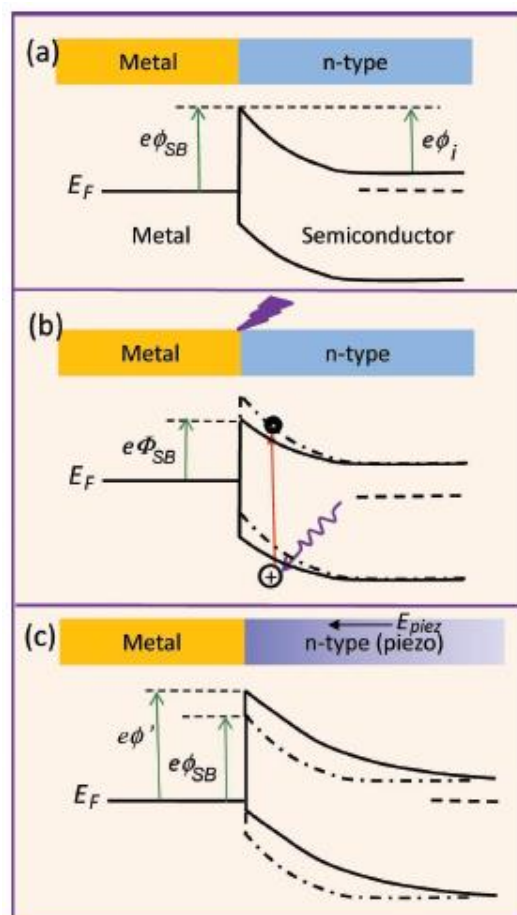 (a)
Metal n-type
eϕSB eϕi
EF
Metal Semiconductor
(b)
Metal n-type
eΦSB
EF
+
(c)
Epiez
Metal n-type (piezo)
eϕ'
eϕSB
EF